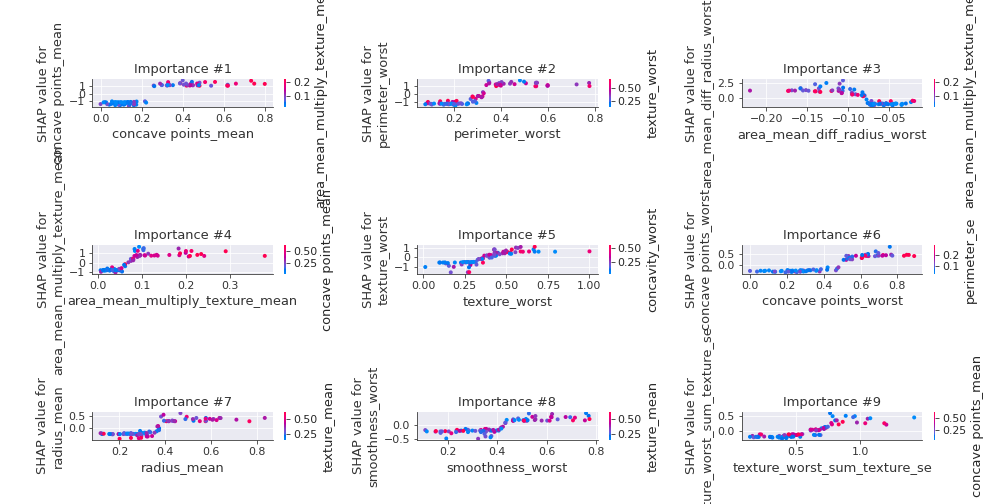 Importance #1
SHAP value for
concave points_mean
1
0
−1
0.0 0.2 0.4 0.6 0.8
concave points_mean
0.2
0.1
area_mean_multiply_texture_me
Importance #2
SHAP value for
perimeter_worst
1
0
−1
0.2 0.4 0.6 0.8
perimeter_worst
0.50
0.25
texture_worst
Importance #3
SHAP value for
area_mean_diff_radius_worst
2.5
0.0
−0.20 −0.15 −0.10 −0.05
area_mean_diff_radius_worst
0.2
0.1
area_mean_multiply_texture_me
Importance #4
SHAP value for
area_mean_multiply_texture_mean
1
0
−1
0.0 0.1 0.2 0.3
area_mean_multiply_texture_mean
0.50
0.25
concave points_mean
Importance #5
SHAP value for
texture_worst
1
0
−1
0.00 0.25 0.50 0.75 1.00
texture_worst
0.50
0.25
concavity_worst
Importance #6
SHAP value for
concave points_worst
0.5
0.0
0.0 0.2 0.4 0.6 0.8
concave points_worst
0.2
0.1
perimeter_se
Importance #7
SHAP value for
radius_mean
0.5
0.0
0.2 0.4 0.6 0.8
radius_mean
0.50
0.25
texture_mean
Importance #8
SHAP value for
smoothness_worst
0.0
−0.5
0.2 0.4 0.6 0.8
smoothness_worst
0.50
0.25
texture_mean
Importance #9
SHAP value for
ture_worst_sum_texture_se
0.5
0.0
0.5 1.0
texture_worst_sum_texture_se
0.50
0.25
concave points_mean